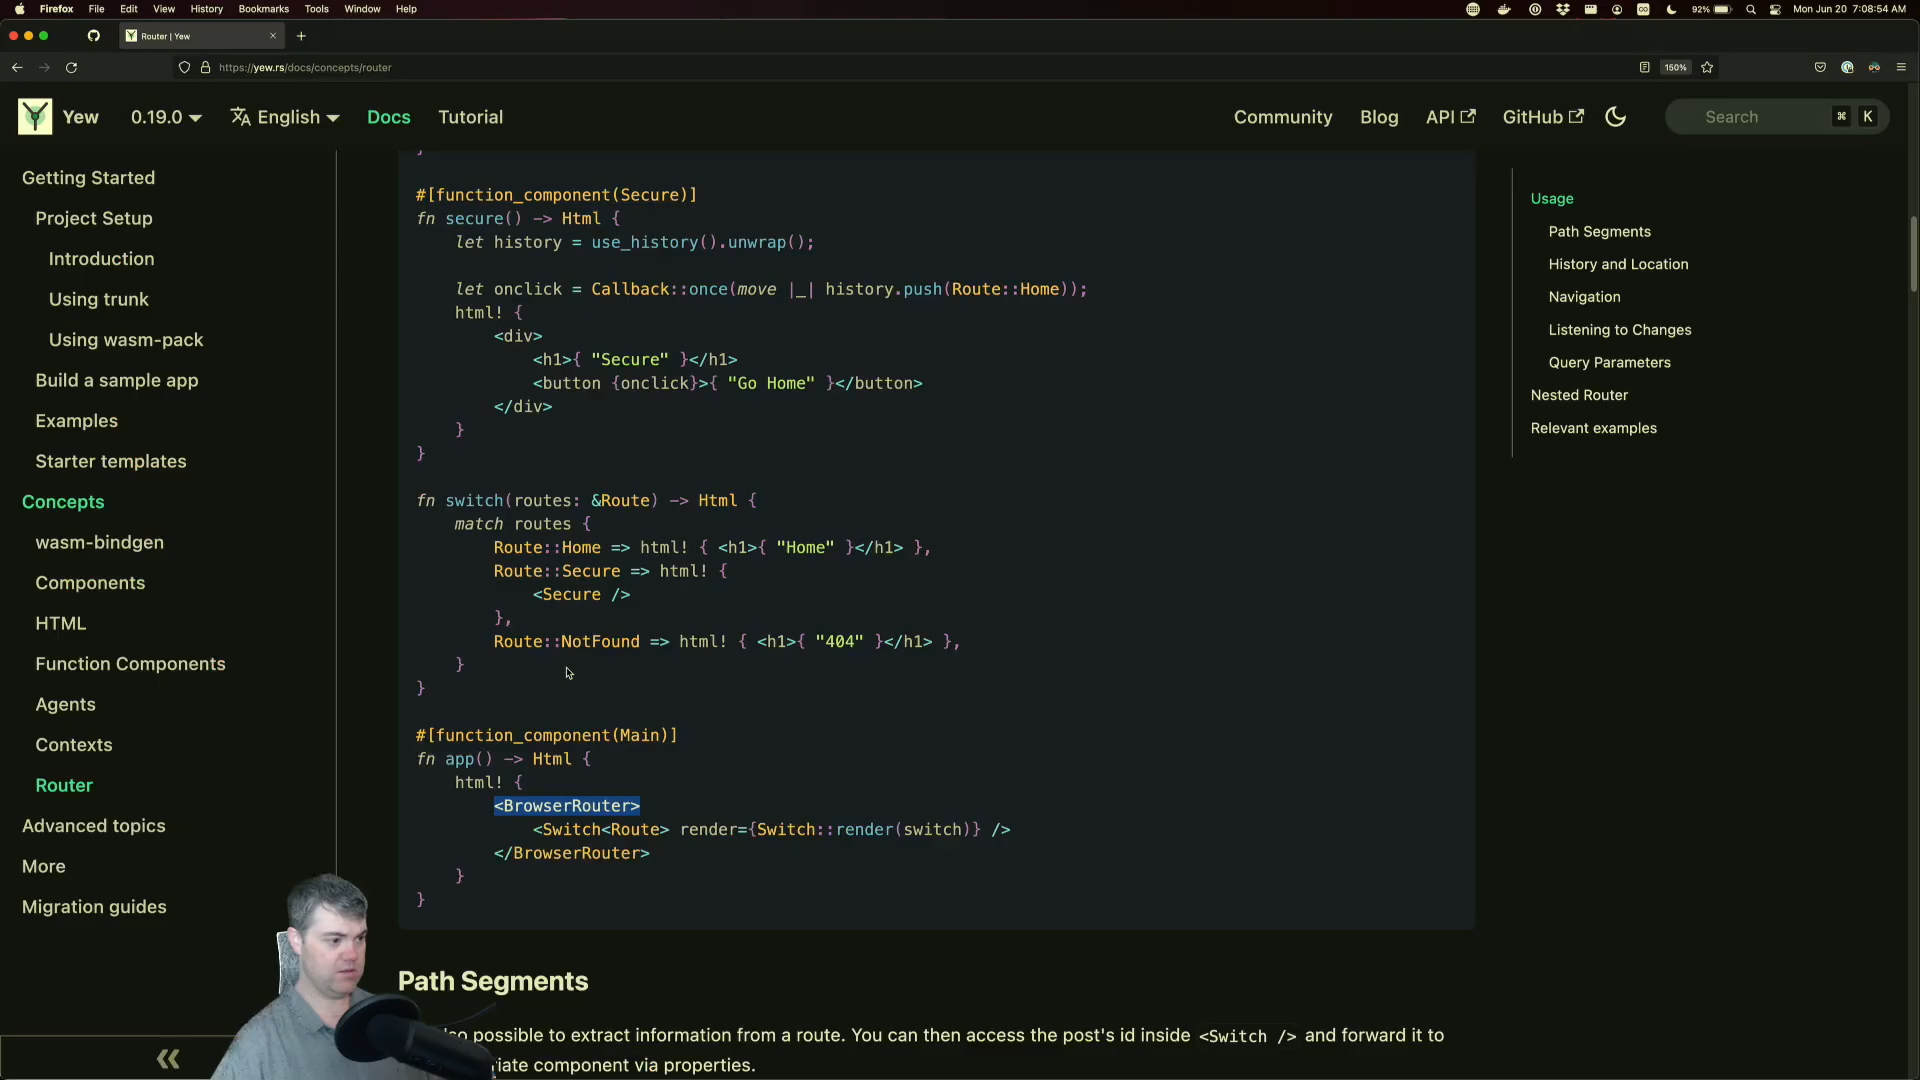 Firefox File Edit View History Bookmarks Tools Window Help
92% Mon Jun 20 7:08:54 AM
Router | Yew
https://yew.rs/docs/concepts/router
150%
Yew 0.19.0 English Docs Tutorial
Community Blog API GitHub Search ⌘ K
Getting Started
Project Setup
Introduction
Using trunk
Using wasm-pack
Build a sample app
Examples
Starter templates
Concepts
wasm-bindgen
Components
HTML
Function Components
Agents
Contexts
Router
Advanced topics
More
Migration guides
}
#[function_component(Secure)]
fn secure() -> Html {
let history = use_history().unwrap();
let onclick = Callback::once(move |_| history.push(Route::Home));
html! {
<div>
<h1>{ "Secure" }</h1>
<button {onclick}>{ "Go Home" }</button>
</div>
}
}
fn switch(routes: &Route) -> Html {
match routes {
Route::Home => html! { <h1>{ "Home" }</h1> },
Route::Secure => html! {
<Secure />
},
Route::NotFound => html! { <h1>{ "404" }</h1> },
}
}
#[function_component(Main)]
fn app() -> Html {
html! {
<BrowserRouter>
<Switch<Route> render={Switch::render(switch)} />
</BrowserRouter>
}
}
Path Segments
so possible to extract information from a route. You can then access the post's id inside <Switch /> and forward it to
riate component via properties.
Usage
Path Segments
History and Location
Navigation
Listening to Changes
Query Parameters
Nested Router
Relevant examples